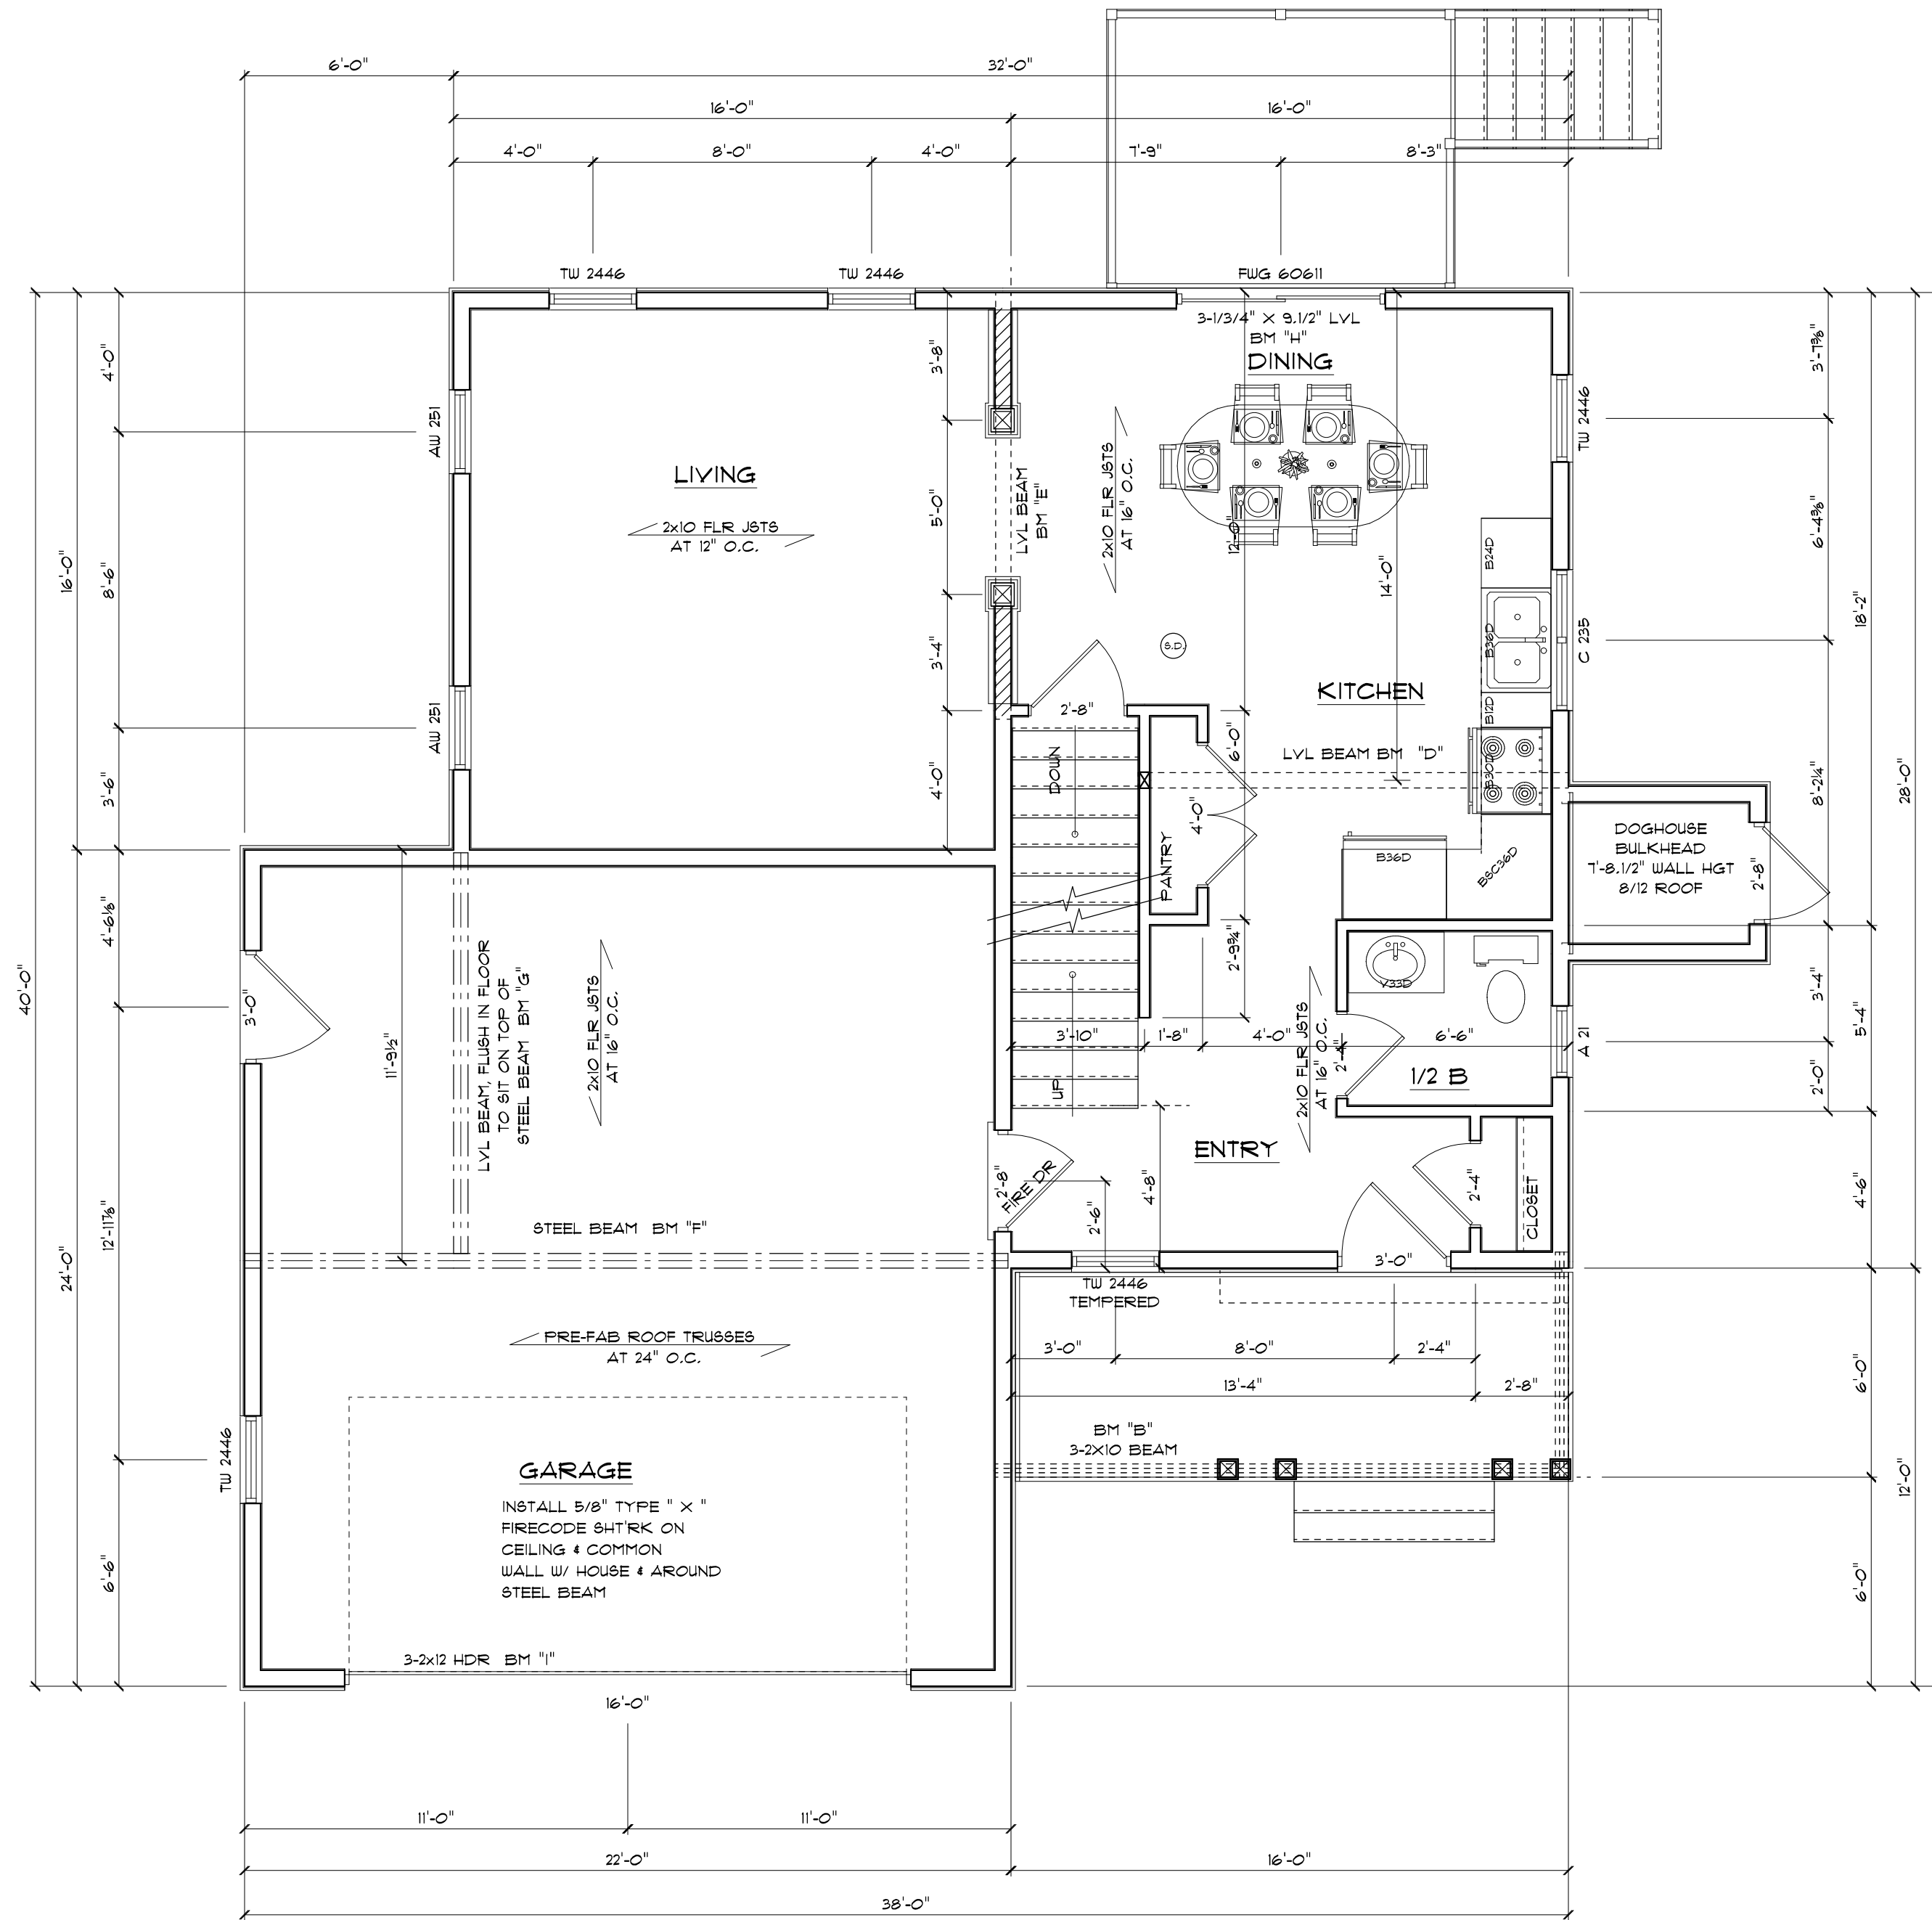 6'-0"
32'-0"
16'-0"
16'-0"
4'-0"
8'-0"
4'-0"
7'-9"
8'-3"
TW 2446
TW 2446
FWG 60611
3-1/3/4" X 9.1/2" LVL
BM "H"
DINING
4'-0"
8'-6"
3'-6"
16'-0"
40'-0"
AW 251
AW 251
LIVING
2x10 FLR JSTS
AT 12" O.C.
3'-8"
5'-0"
3'-4"
4'-0"
LVL BEAM
BM "E"
2x10 FLR JSTS
AT 16" O.C.
12'-0"
14'-0"
S.D.
KITCHEN
B24D
B36D
B12D
B30D
TW 2446
C 235
3'-7⅜"
6'-4⅜"
8'-2¼"
18'-2"
28'-0"
2'-8"
DOWN
6'-0"
LVL BEAM BM "D"
4'-0"
PANTRY
B36D
BSC36D
DOGHOUSE
BULKHEAD
7'-8.1/2" WALL HGT
8/12 ROOF
2'-8"
4'-6⅛"
3'-0"
12'-11⅞"
24'-0"
6'-6"
11'-9½"
LVL BEAM, FLUSH IN FLOOR
TO SIT ON TOP OF
STEEL BEAM BM "G"
2x10 FLR JSTS
AT 16" O.C.
2'-9¾"
V33D
3'-10"
1'-8"
4'-0"
6'-6"
2x10 FLR JSTS
AT 16" O.C.
2'-4"
1/2 B
A 21
3'-4"
2'-0"
5'-4"
UP
ENTRY
2'-8"
FIRE DR
4'-8"
2'-6"
2'-4"
CLOSET
4'-6"
3'-0"
TW 2446
TEMPERED
STEEL BEAM BM "F"
PRE-FAB ROOF TRUSSES
AT 24" O.C.
3'-0"
8'-0"
2'-4"
13'-4"
2'-8"
6'-0"
6'-0"
12'-0"
BM "B"
3-2X10 BEAM
TW 2446
GARAGE
INSTALL 5/8" TYPE " X "
FIRECODE SHT'RK ON
CEILING & COMMON
WALL W/ HOUSE & AROUND
STEEL BEAM
3-2x12 HDR BM "I"
16'-0"
11'-0"
11'-0"
22'-0"
16'-0"
38'-0"